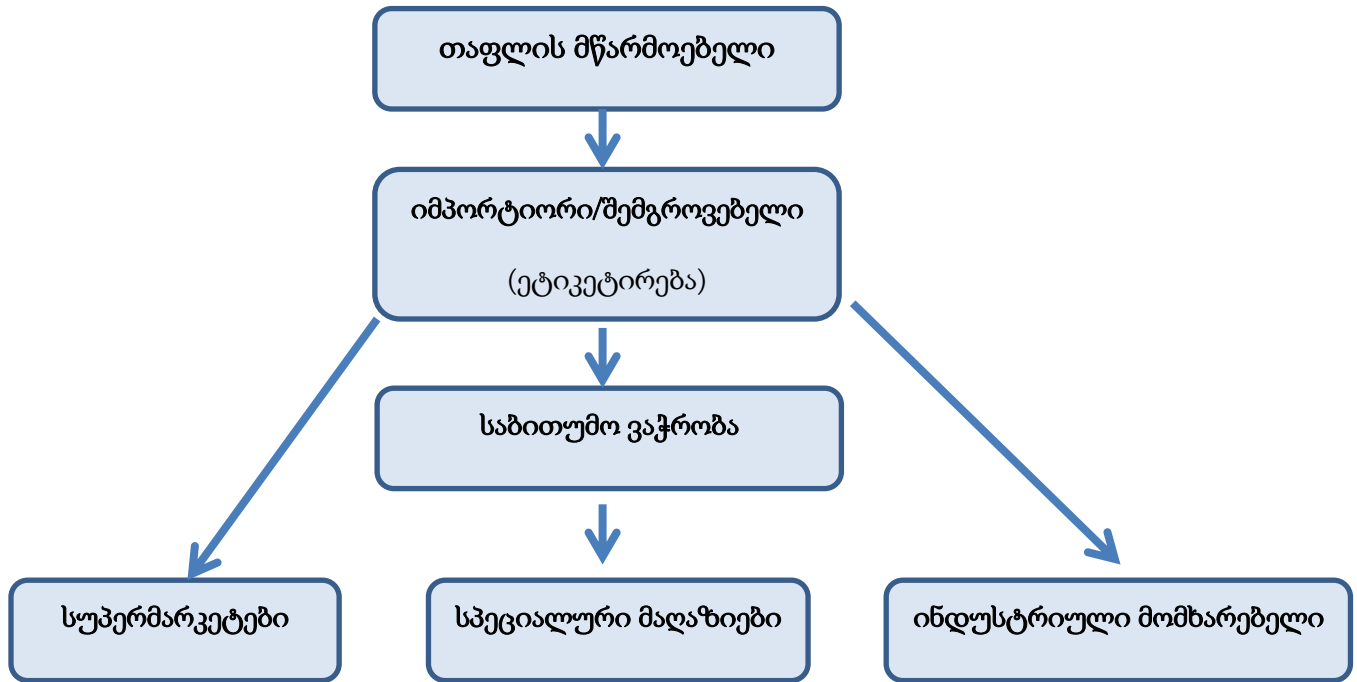 თაფლის მწარმოებელი
იმპორტიორი/შემგროვებელი
(ეტიკეტირება)
საბითუმო ვაჭრობა
სუპერმარკეტები
სპეციალური მაღაზიები
ინდუსტრიული მომხარებელი